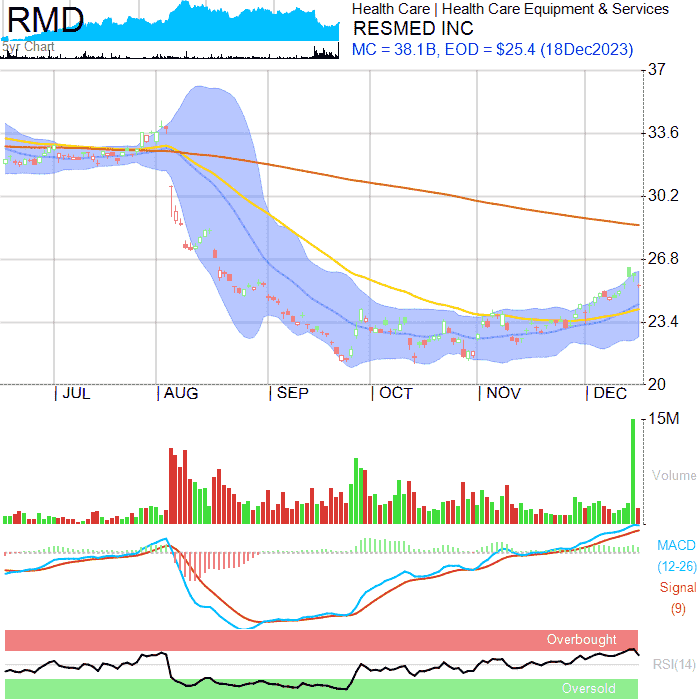 RMD
5yr Chart
Health Care | Health Care Equipment & Services
RESMED INC
MC = 38.1B, EOD = $25.4 (18Dec2023)
37
33.6
30.2
26.8
23.4
20
| JUL | AUG | SEP | OCT | NOV | DEC
15M
Volume
MACD
(12-26)
Signal
(9)
Overbought
RSI(14)
Oversold